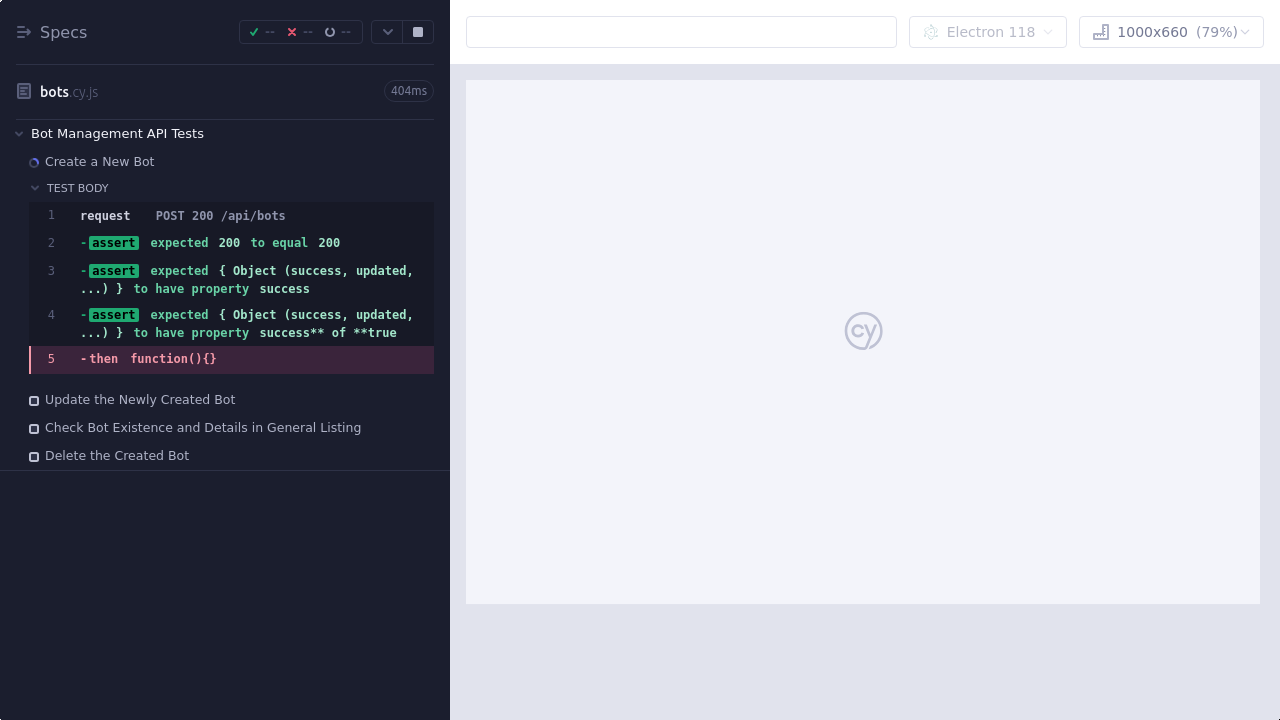 Specs
--
--
--
Electron 118
1000x660 (79%)
bots.cy.js
404ms
Bot Management API Tests
Create a New Bot
TEST BODY
1 request POST 200 /api/bots
2 -assert expected 200 to equal 200
3 -assert expected { Object (success, updated,
...) } to have property success
4 -assert expected { Object (success, updated,
...) } to have property success** of **true
5 -then function(){}
Update the Newly Created Bot
Check Bot Existence and Details in General Listing
Delete the Created Bot
cy